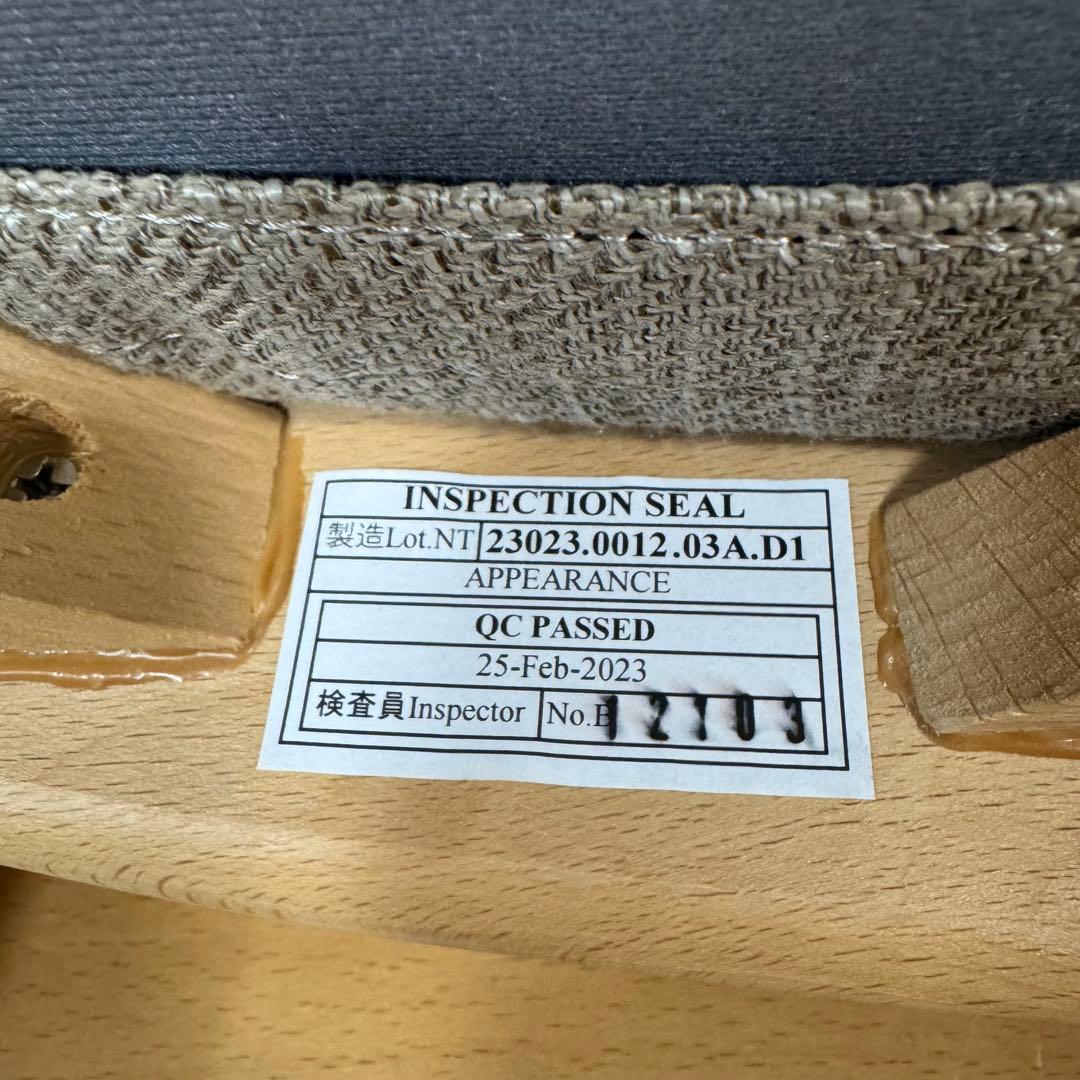 INSPECTION SEAL
製造Lot.NT 23023.0012.03A.D1
APPEARANCE
QC PASSED
25-Feb-2023
検査員Inspector No.B12103